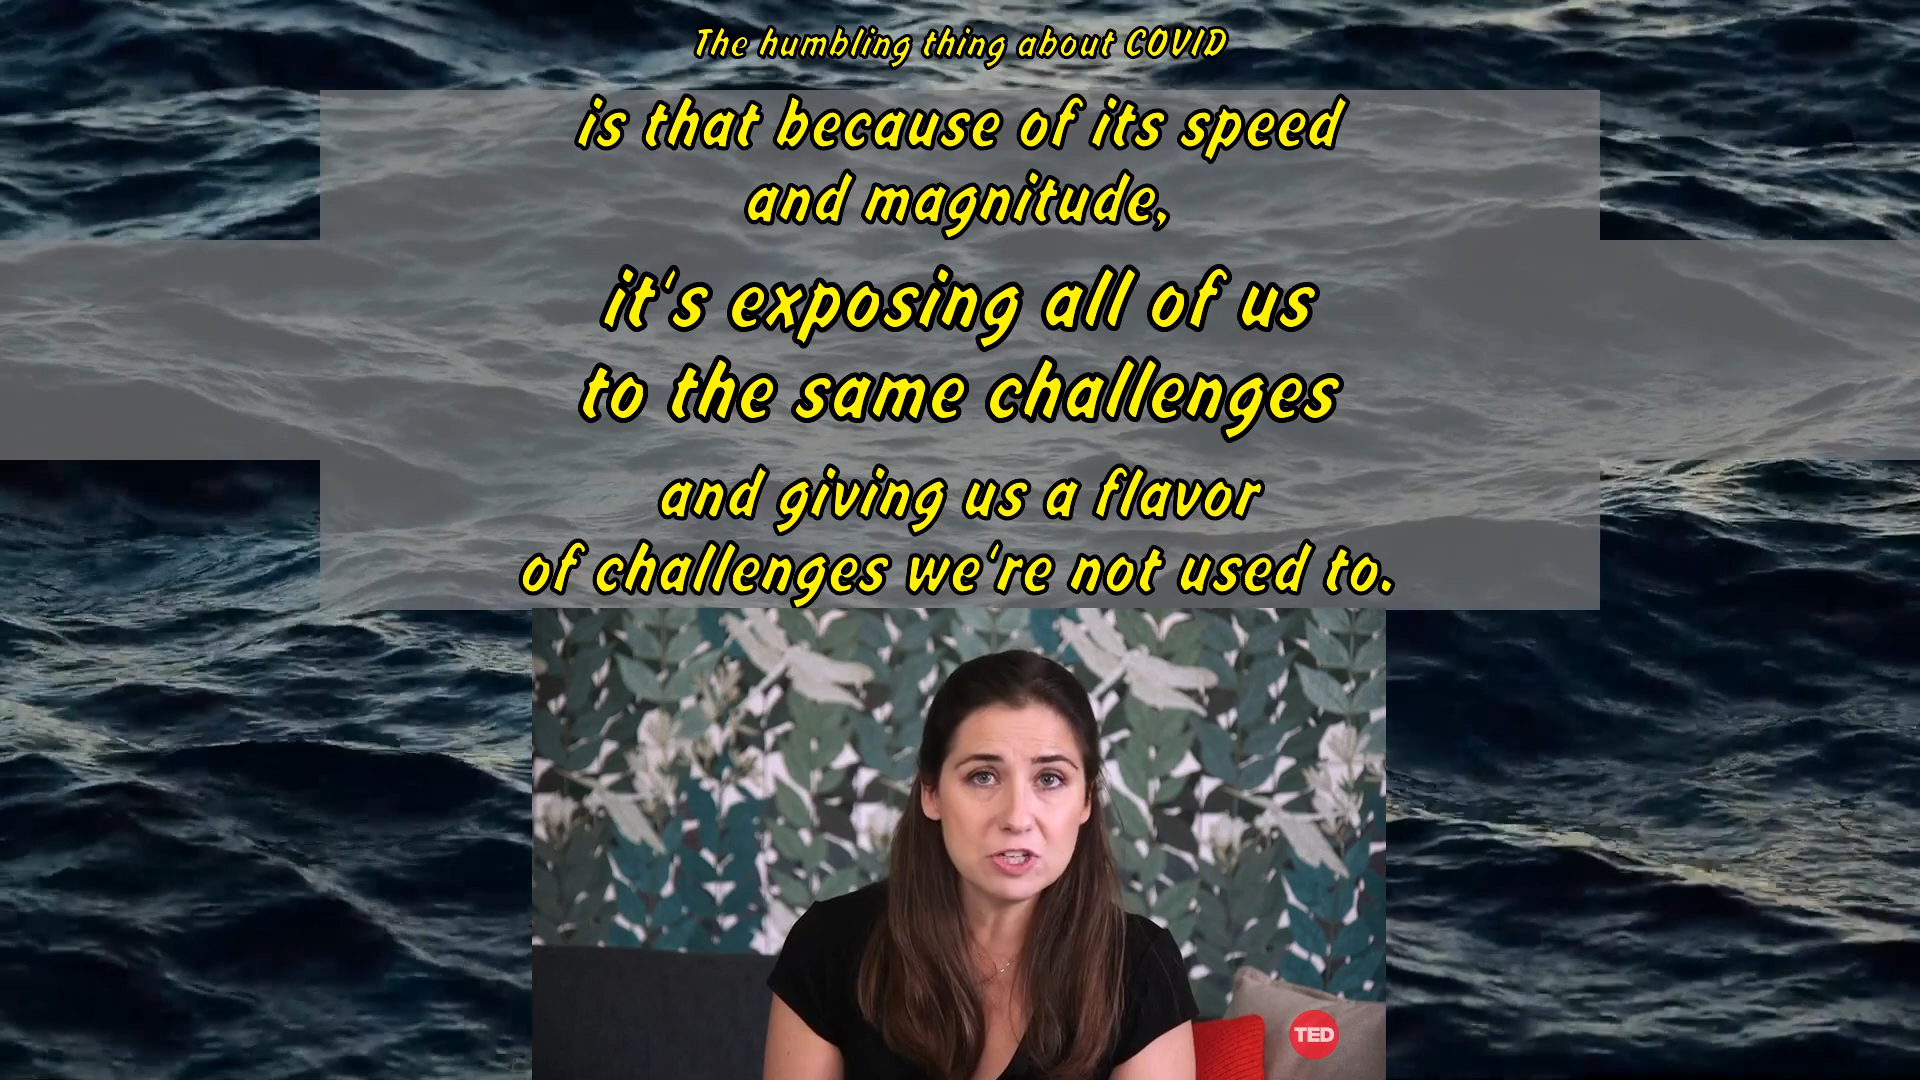 The humbling thing about COVID
is that because of its speed
and magnitude,
it's exposing all of us
to the same challenges
and giving us a flavor
of challenges we're not used to.
TED